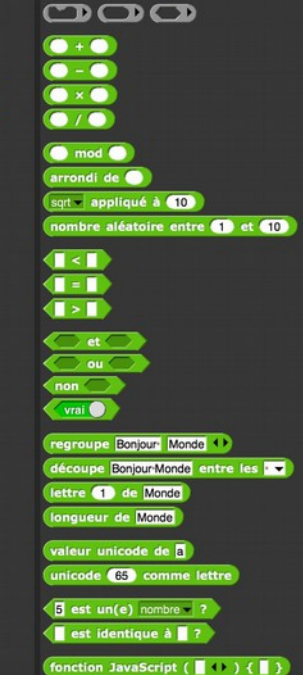 +
−
×
/
mod
arrondi de
sqrt appliqué à 10
nombre aléatoire entre 1 et 10
<
=
>
et
ou
non
vrai
regroupe Bonjour· Monde
découpe Bonjour·Monde entre les ·
lettre 1 de Monde
longueur de Monde
valeur unicode de a
unicode 65 comme lettre
5 est un(e) nombre ?
est identique à ?
fonction JavaScript ( ) { }